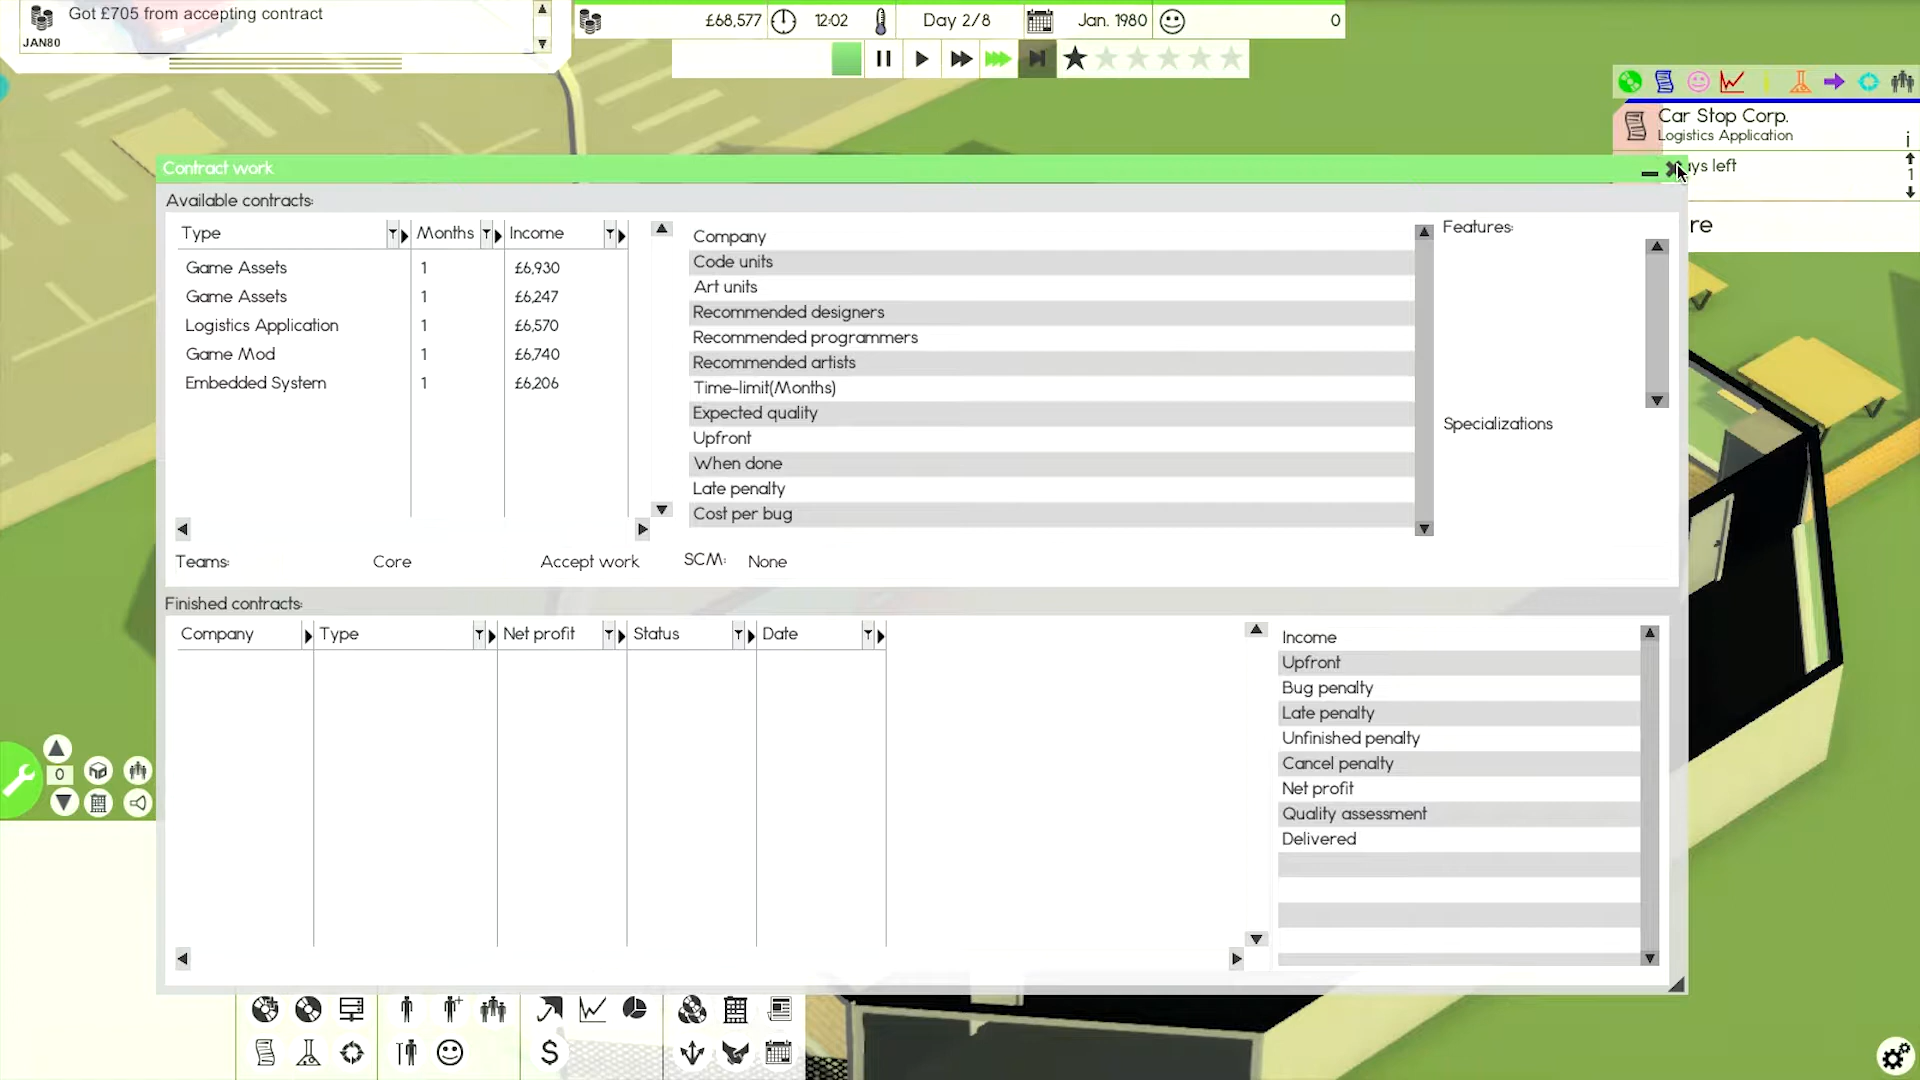 Got £705 from accepting contract
JAN80
£68,577
12:02
Day 2/8
Jan. 1980
0
Car Stop Corp.
Logistics Application
i
ys left
1
re
Contract work
Available contracts:
Type Months Income
Game Assets 1 £6,930
Game Assets 1 £6,247
Logistics Application 1 £6,570
Game Mod 1 £6,740
Embedded System 1 £6,206
Company
Code units
Art units
Recommended designers
Recommended programmers
Recommended artists
Time-limit(Months)
Expected quality
Upfront
When done
Late penalty
Cost per bug
Features:
Specializations
Teams: Core Accept work SCM: None
Finished contracts:
Company Type Net profit Status Date
Income
Upfront
Bug penalty
Late penalty
Unfinished penalty
Cancel penalty
Net profit
Quality assessment
Delivered
0